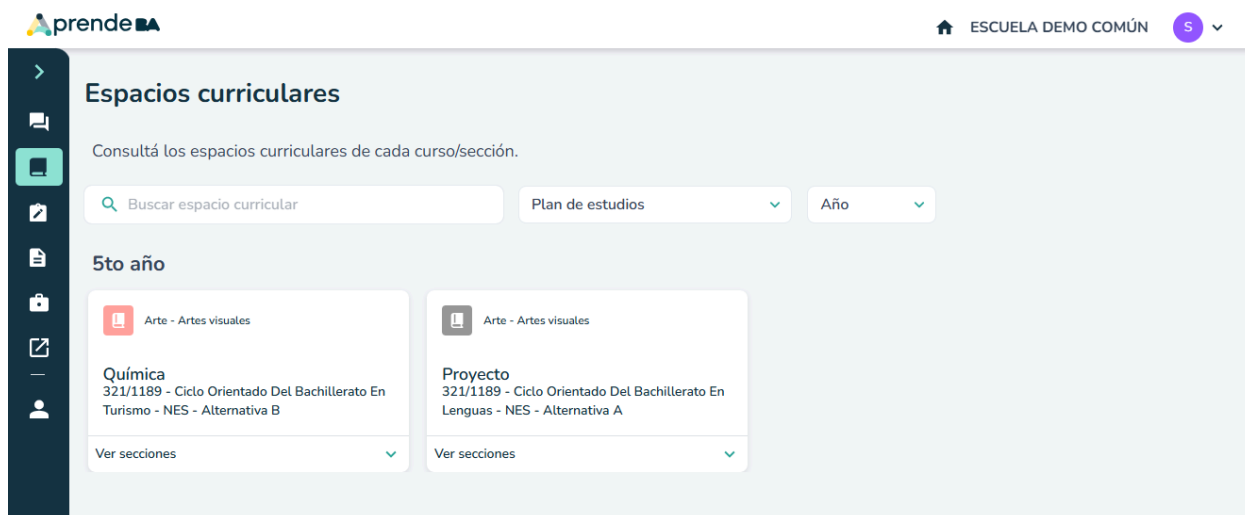 Aprende BA
ESCUELA DEMO COMÚN
S
Espacios curriculares
Consultá los espacios curriculares de cada curso/sección.
Buscar espacio curricular
Plan de estudios
Año
5to año
Arte - Artes visuales
Química
321/1189 - Ciclo Orientado Del Bachillerato En
Turismo - NES - Alternativa B
Ver secciones
Arte - Artes visuales
Proyecto
321/1189 - Ciclo Orientado Del Bachillerato En
Lenguas - NES - Alternativa A
Ver secciones